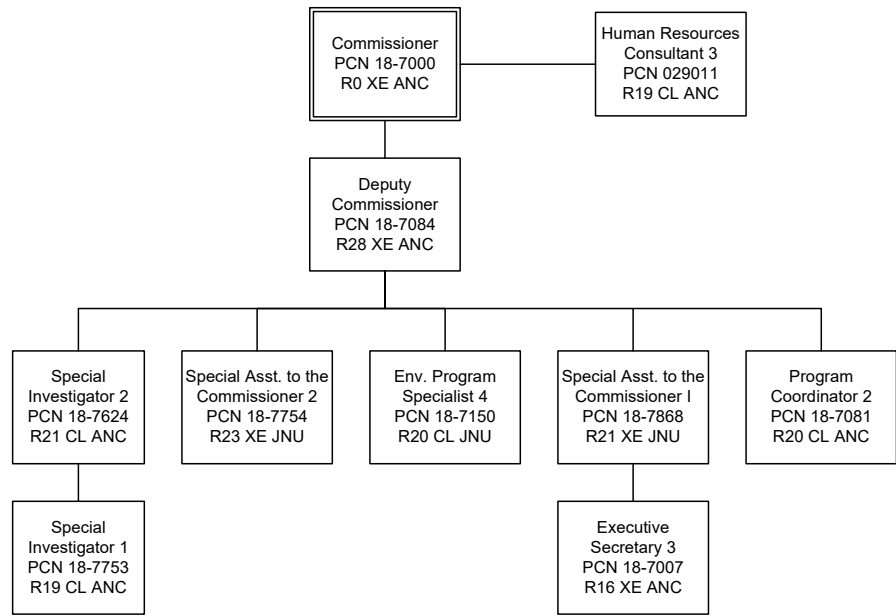 Commissioner
PCN 18-7000
R0 XE ANC
Human Resources
Consultant 3
PCN 029011
R19 CL ANC
Deputy
Commissioner
PCN 18-7084
R28 XE ANC
Special
Investigator 2
PCN 18-7624
R21 CL ANC
Special Asst. to the
Commissioner 2
PCN 18-7754
R23 XE JNU
Env. Program
Specialist 4
PCN 18-7150
R20 CL JNU
Special Asst. to the
Commissioner I
PCN 18-7868
R21 XE JNU
Program
Coordinator 2
PCN 18-7081
R20 CL ANC
Special
Investigator 1
PCN 18-7753
R19 CL ANC
Executive
Secretary 3
PCN 18-7007
R16 XE ANC